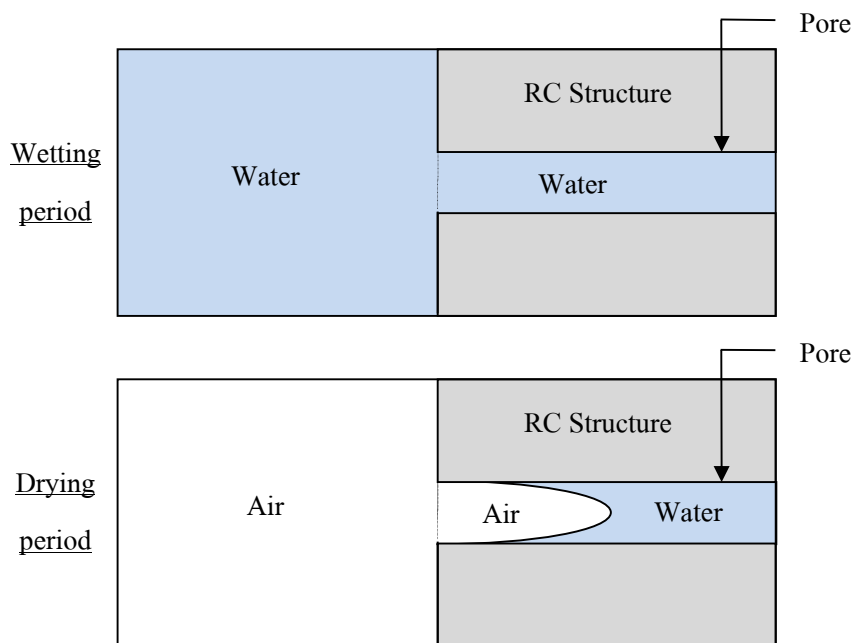 Pore
RC Structure
Wetting
period
Water
Water
Pore
RC Structure
Drying
period
Air
Air
Water